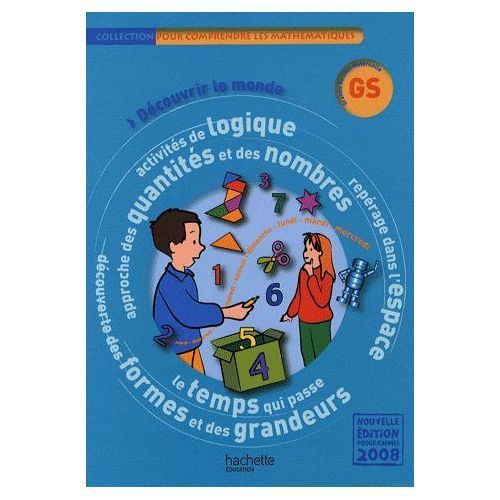 COLLECTION POUR COMPRENDRE LES MATHÉMATIQUES
GS
Découvrir le monde
activités de logique
approche des quantités et des nombres
repérage dans l'espace
découverte des formes et des grandeurs
le temps qui passe
dimanche - lundi - mardi - mercredi
3
7
1
6
2
5
4
NOUVELLE
ÉDITION
PROGRAMMES
2008
hachette
ÉDUCATION